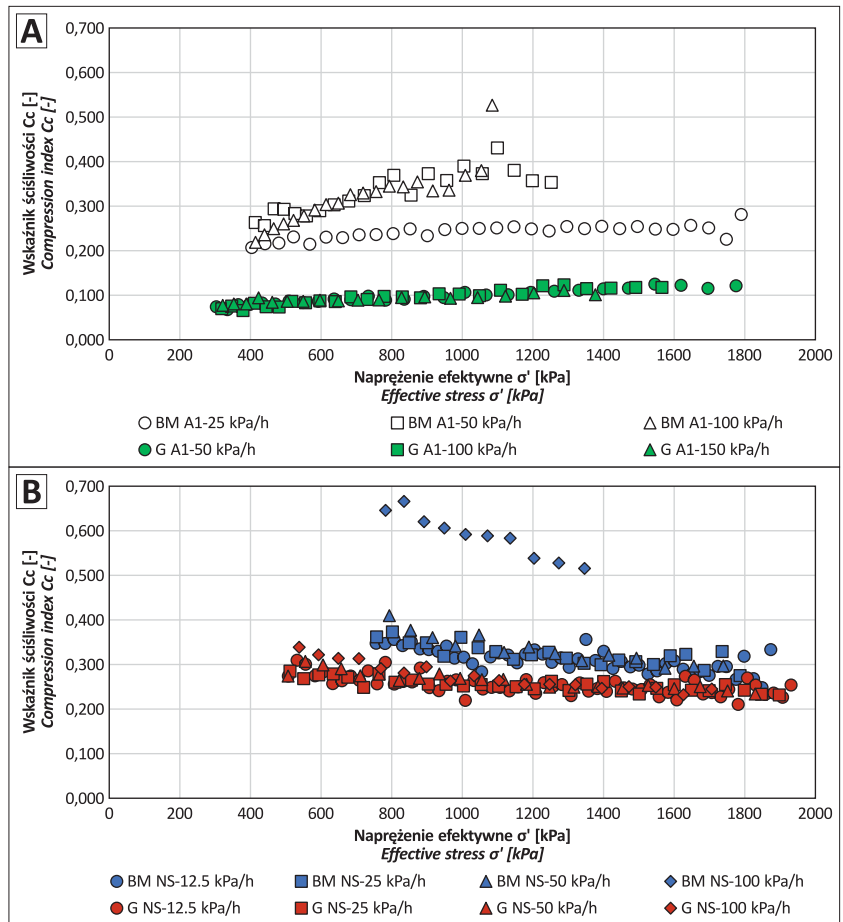 A
Wskaźnik ściśliwości Cc [-]
Compression index Cc [-]
0,700
0,600
0,500
0,400
0,300
0,200
0,100
0,000
0 200 400 600 800 1000 1200 1400 1600 1800 2000
Naprężenie efektywne σ' [kPa]
Effective stress σ' [kPa]
BM A1-25 kPa/h BM A1-50 kPa/h BM A1-100 kPa/h
G A1-50 kPa/h G A1-100 kPa/h G A1-150 kPa/h
B
Wskaźnik ściśliwości Cc [-]
Compression index Cc [-]
0,700
0,600
0,500
0,400
0,300
0,200
0,100
0,000
0 200 400 600 800 1000 1200 1400 1600 1800 2000
Naprężenie efektywne σ' [kPa]
Effective stress σ' [kPa]
BM NS-12.5 kPa/h BM NS-25 kPa/h BM NS-50 kPa/h BM NS-100 kPa/h
G NS-12.5 kPa/h G NS-25 kPa/h G NS-50 kPa/h G NS-100 kPa/h